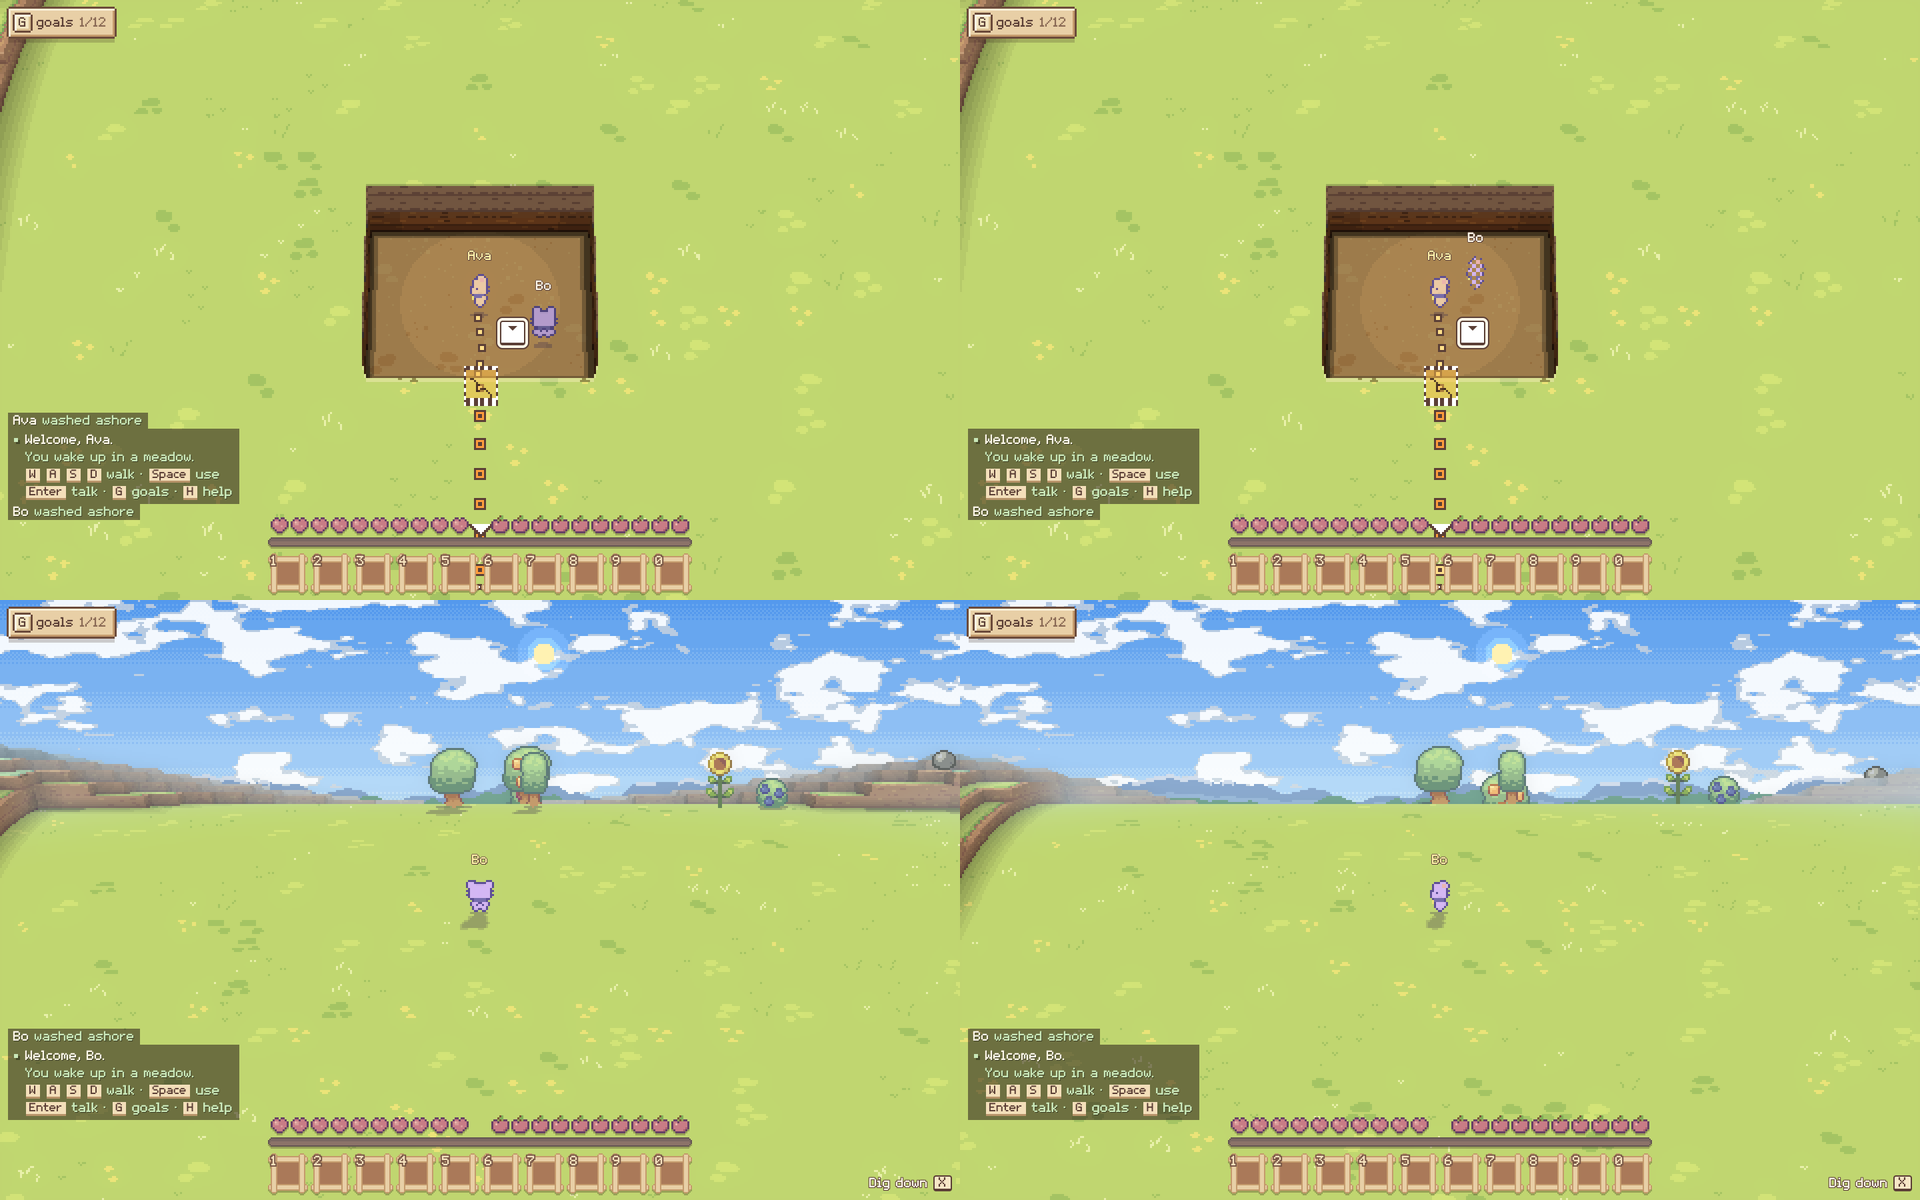 G goals 1/12
Ava
Bo
Ava washed ashore
Welcome, Ava.
You wake up in a meadow.
W A S D walk · Space use
Enter talk · G goals · H help
Bo washed ashore
1 2 3 4 5 6 7 8 9 0
G goals 1/12
Bo
Ava
Welcome, Ava.
You wake up in a meadow.
W A S D walk · Space use
Enter talk · G goals · H help
Bo washed ashore
1 2 3 4 5 6 7 8 9 0
G goals 1/12
Bo
Bo washed ashore
Welcome, Bo.
You wake up in a meadow.
W A S D walk · Space use
Enter talk · G goals · H help
1 2 3 4 5 6 7 8 9 0
Dig down X
G goals 1/12
Bo
Bo washed ashore
Welcome, Bo.
You wake up in a meadow.
W A S D walk · Space use
Enter talk · G goals · H help
1 2 3 4 5 6 7 8 9 0
Dig down X